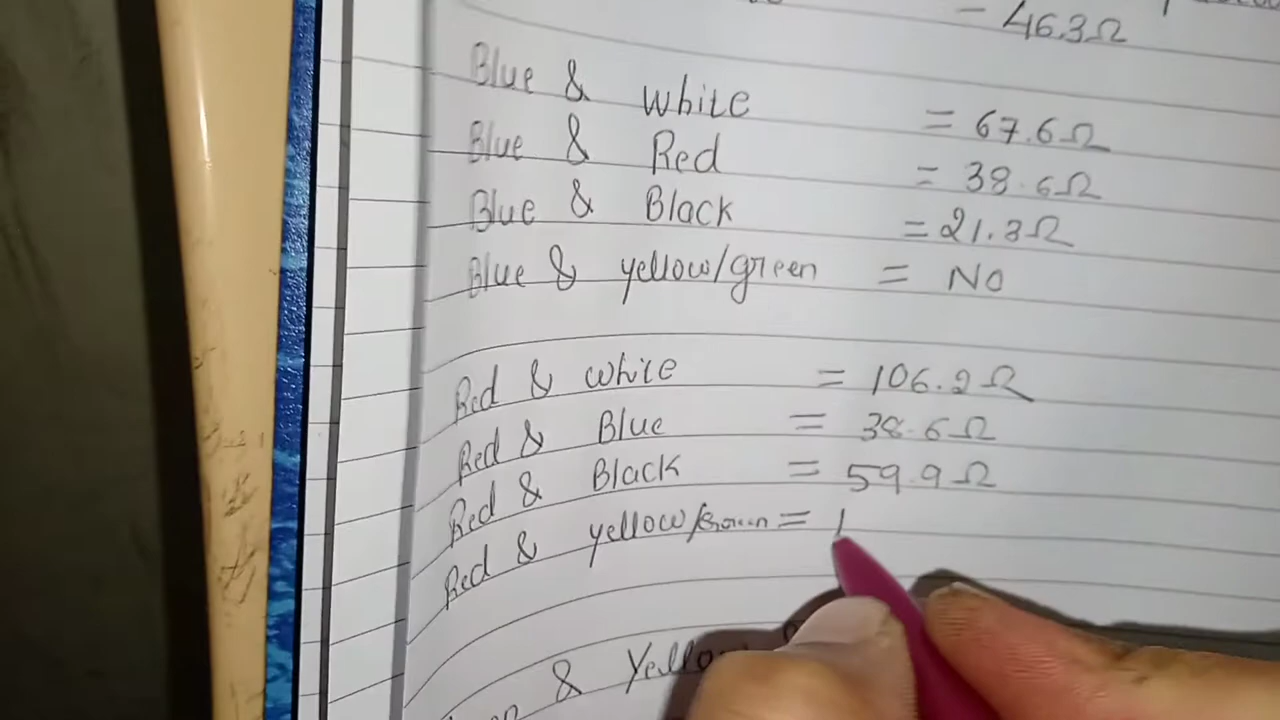 = 46.3Ω
Blue & white = 67.6Ω
Blue & Red = 38.6Ω
Blue & Black = 21.3Ω
Blue & yellow/green = No
Red & white = 106.2Ω
Red & Blue = 38.6Ω
Red & Black = 59.9Ω
Red & yellow/Green =
& Yello